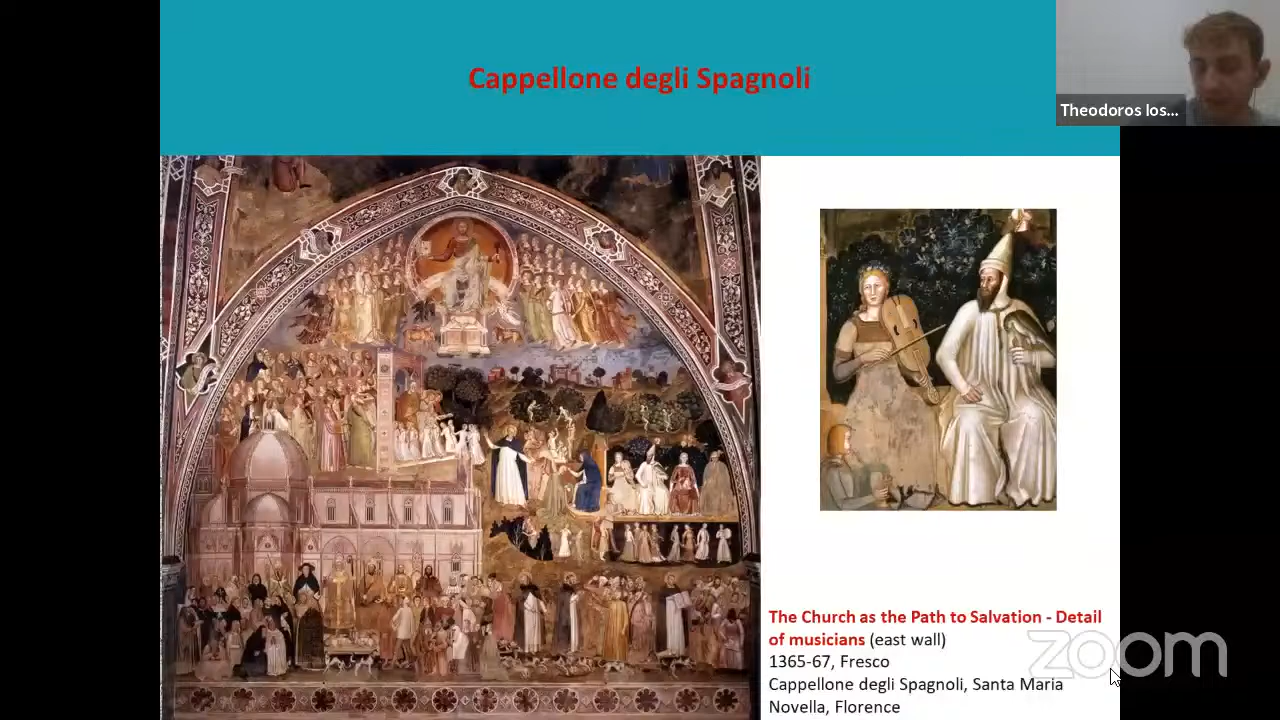 Cappellone degli Spagnoli
Theodoros Ios...
The Church as the Path to Salvation - Detail
of musicians (east wall)
1365-67, Fresco
Cappellone degli Spagnoli, Santa Maria
Novella, Florence
zoom